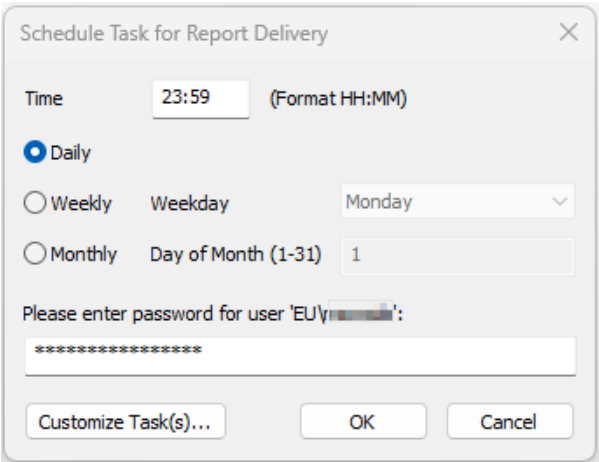 Schedule Task for Report Delivery
Time 23:59 (Format HH:MM)
Daily
Weekly Weekday Monday
Monthly Day of Month (1-31) 1
Please enter password for user 'EU\ ':
****************
Customize Task(s)... OK Cancel